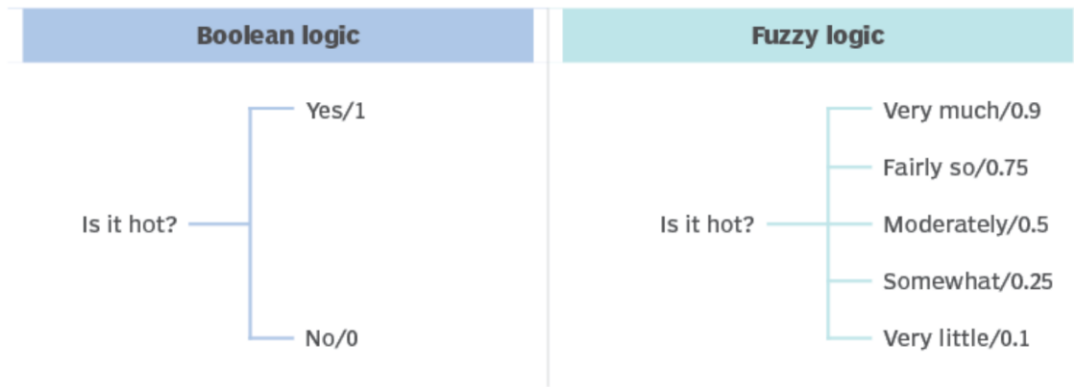 Boolean logic
Is it hot?
Yes/1
No/0
Fuzzy logic
Is it hot?
Very much/0.9
Fairly so/0.75
Moderately/0.5
Somewhat/0.25
Very little/0.1